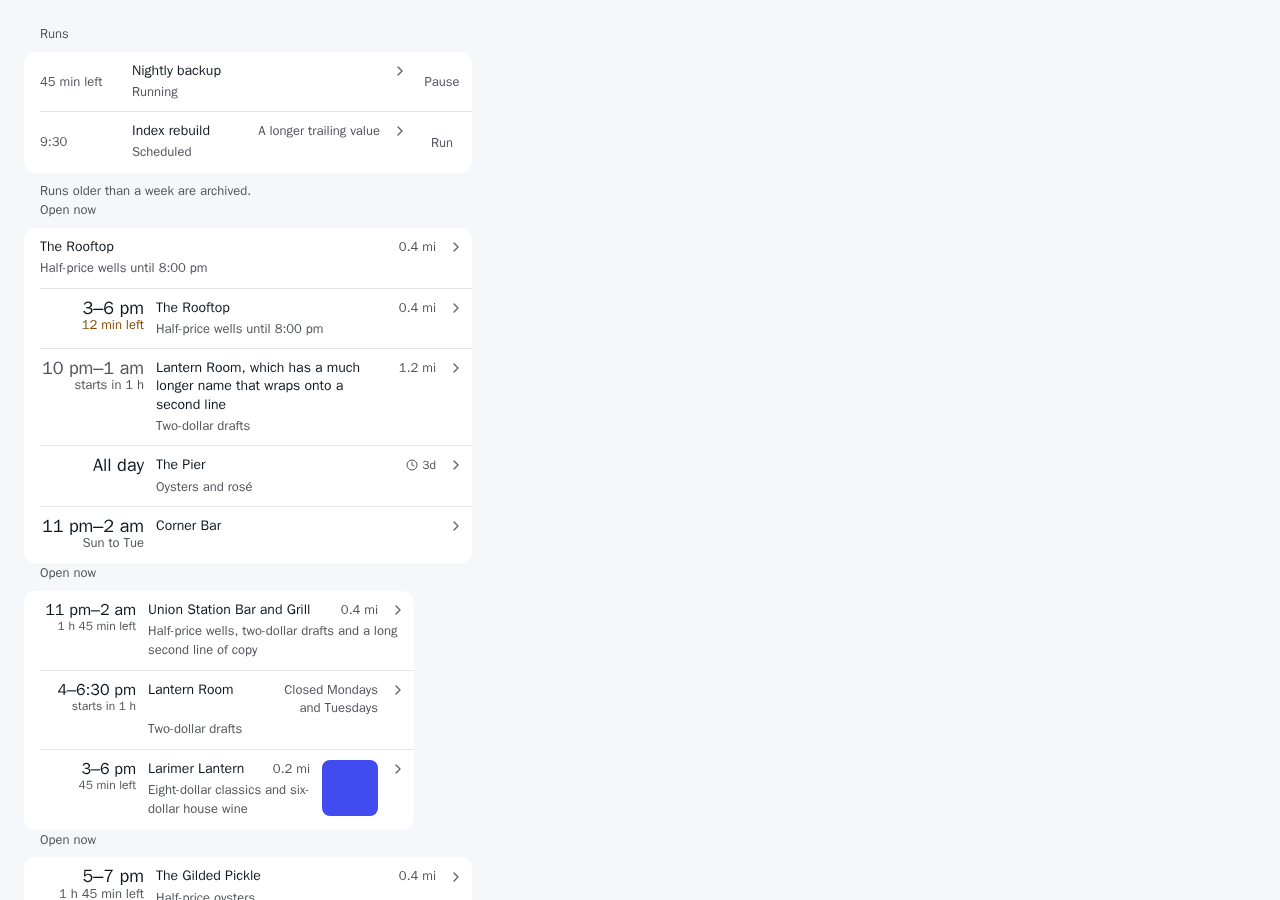 Runs
45 min left
Nightly backup
Running
Pause
9:30
Index rebuild
A longer trailing value
Scheduled
Run
Runs older than a week are archived.
Open now
The Rooftop
0.4 mi
Half-price wells until 8:00 pm
3–6 pm
12 min left
The Rooftop
0.4 mi
Half-price wells until 8:00 pm
10 pm–1 am
starts in 1 h
Lantern Room, which has a much
longer name that wraps onto a
second line
1.2 mi
Two-dollar drafts
All day
The Pier
3d
Oysters and rosé
11 pm–2 am
Sun to Tue
Corner Bar
Open now
11 pm–2 am
1 h 45 min left
Union Station Bar and Grill
0.4 mi
Half-price wells, two-dollar drafts and a long
second line of copy
4–6:30 pm
starts in 1 h
Lantern Room
Closed Mondays
and Tuesdays
Two-dollar drafts
3–6 pm
45 min left
Larimer Lantern
0.2 mi
Eight-dollar classics and six-
dollar house wine
Open now
5–7 pm
1 h 45 min left
The Gilded Pickle
0.4 mi
Half-price oysters